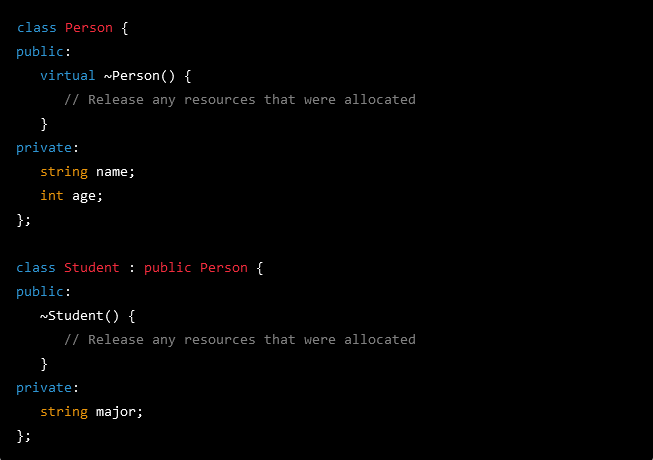 class Person {
public:
   virtual ~Person() {
      // Release any resources that were allocated
   }
private:
   string name;
   int age;
};

class Student : public Person {
public:
   ~Student() {
      // Release any resources that were allocated
   }
private:
   string major;
};